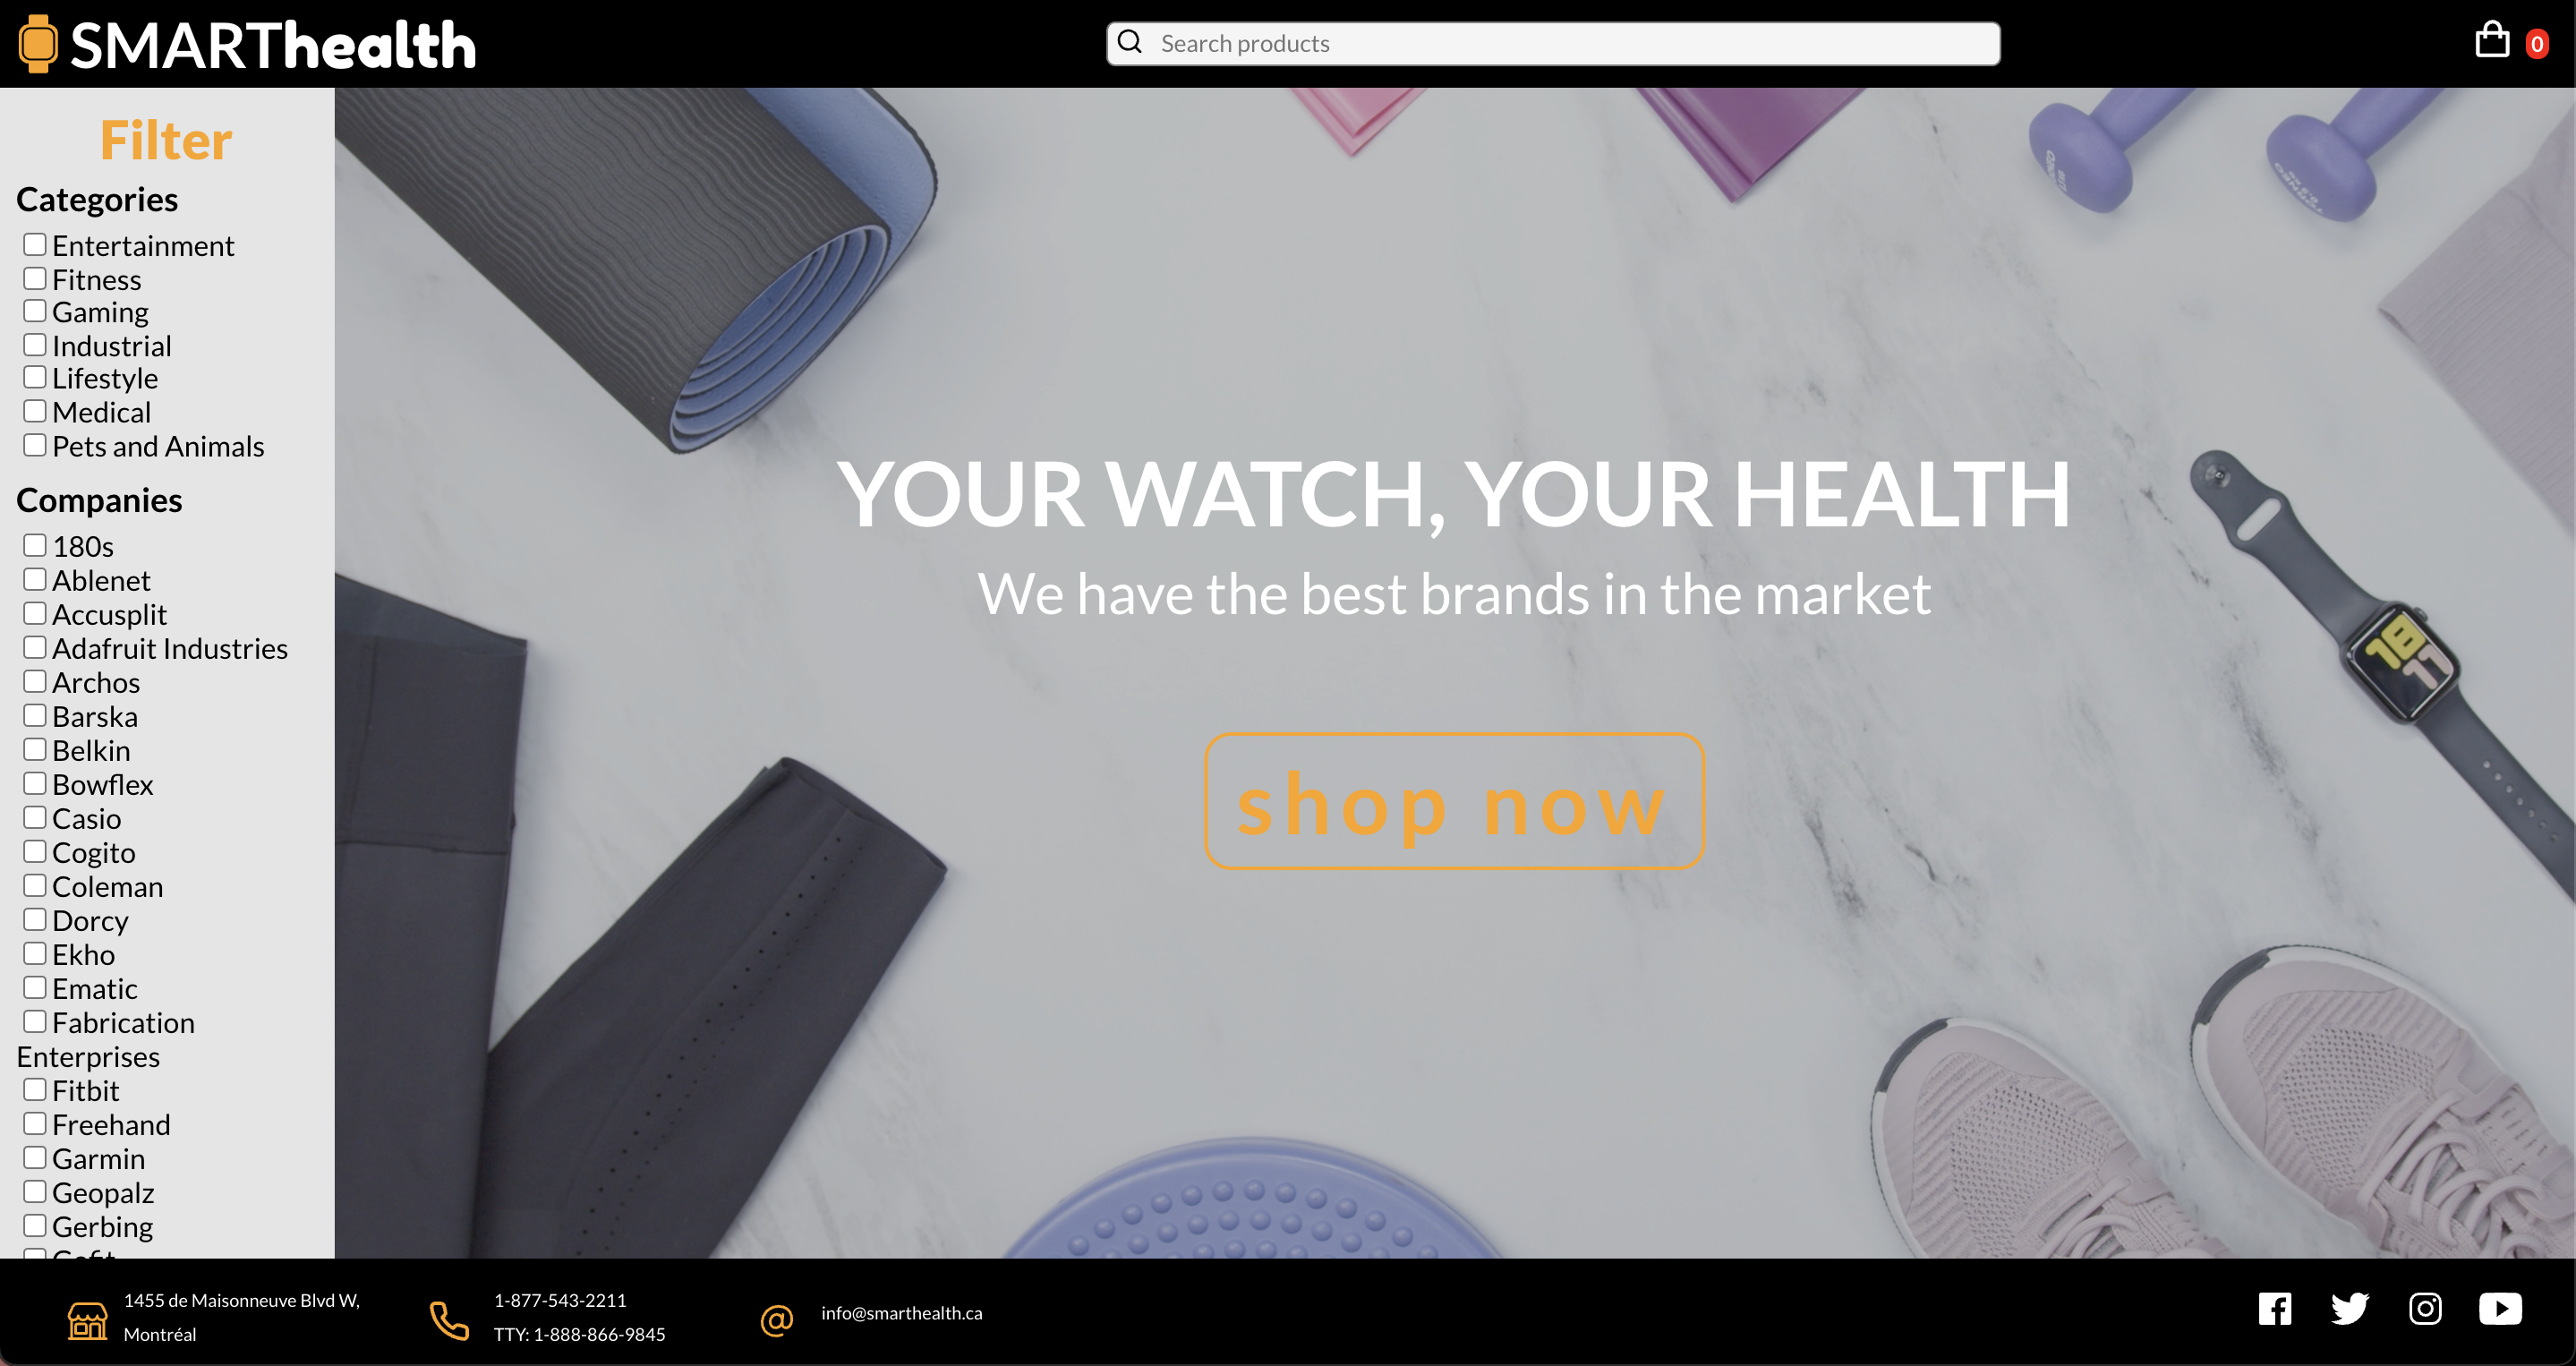 SMARThealth
Search products
0
Filter
Categories
Entertainment
Fitness
Gaming
Industrial
Lifestyle
Medical
Pets and Animals
Companies
180s
Ablenet
Accusplit
Adafruit Industries
Archos
Barska
Belkin
Bowflex
Casio
Cogito
Coleman
Dorcy
Ekho
Ematic
Fabrication
Enterprises
Fitbit
Freehand
Garmin
Geopalz
Gerbing
YOUR WATCH, YOUR HEALTH
We have the best brands in the market
shop now
18
11
1455 de Maisonneuve Blvd W,
Montréal
1-877-543-2211
TTY: 1-888-866-9845
info@smarthealth.ca